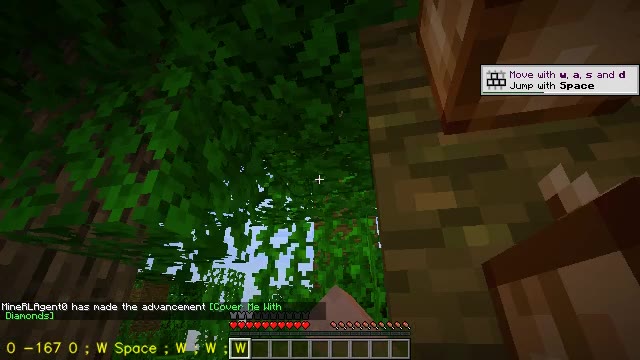 Move with w, a, s and d
Jump with Space
MineRLAgent0 has made the advancement [Cover Me With
Diamonds]
0 -167 0 ; W Space ; W ; W ; W